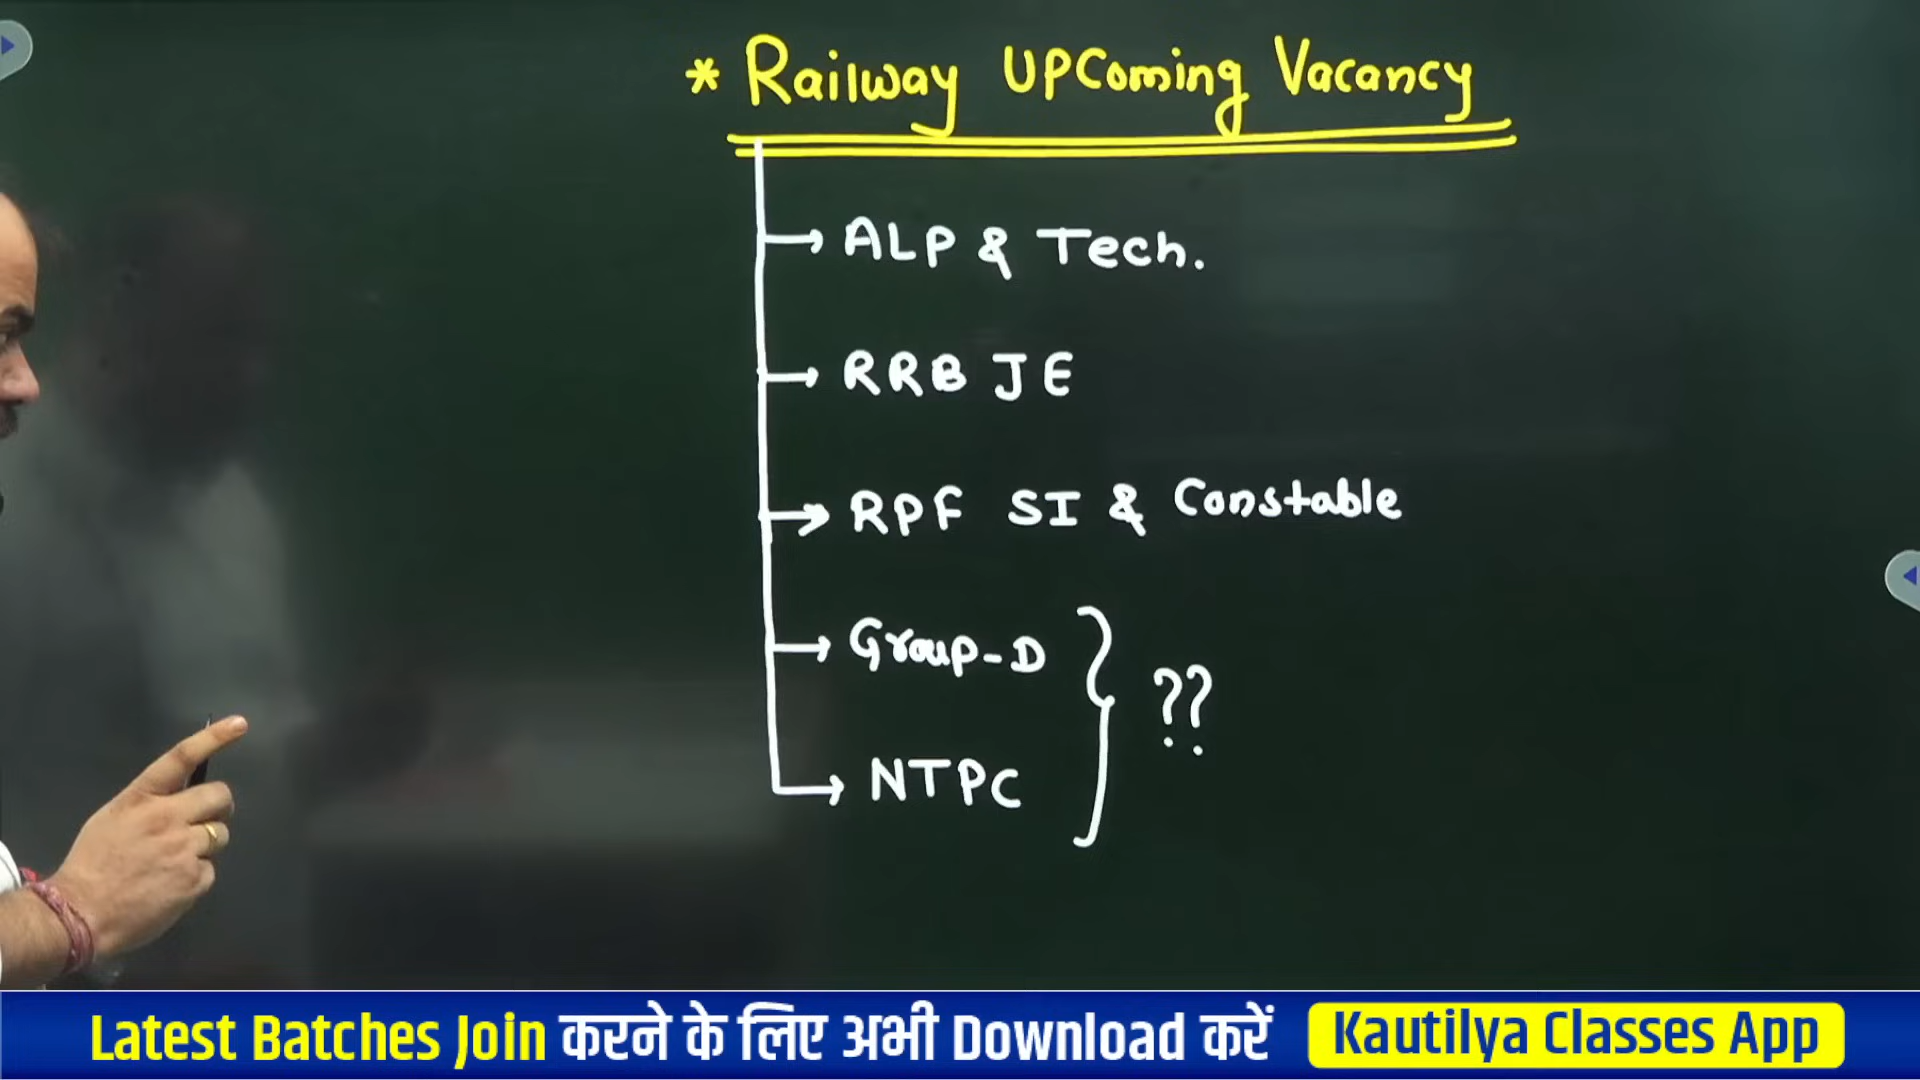 * Railway UPComing Vacancy
→ ALP & Tech.
→ RRB JE
→ RPF SI & Constable
→ Group-D
??
→ NTPC
Latest Batches Join करने के लिए अभी Download करें Kautilya Classes App